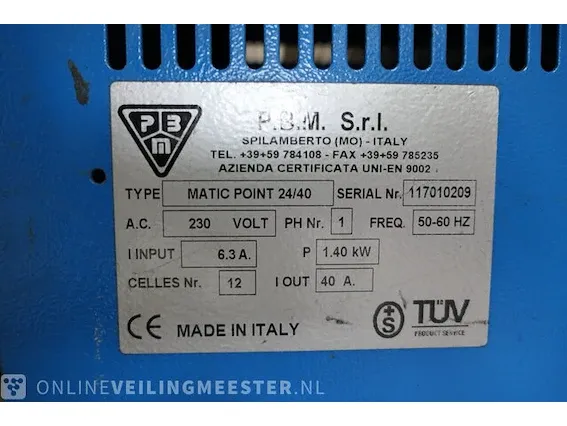 PBM
P.B.M. S.r.l.
SPILAMBERTO (MO) - ITALY
TEL. +39+59 784108 - FAX +39+59 785235
AZIENDA CERTIFICATA UNI-EN 9002
TYPE MATIC POINT 24/40 SERIAL Nr. 117010209
A.C. 230 VOLT PH Nr. 1 FREQ. 50-60 HZ
I INPUT 6.3 A. P 1.40 kW
CELLES Nr. 12 I OUT 40 A.
CE MADE IN ITALY S TÜV
PRODUCT SERVICE
ONLINEVEILINGMEESTER.NL